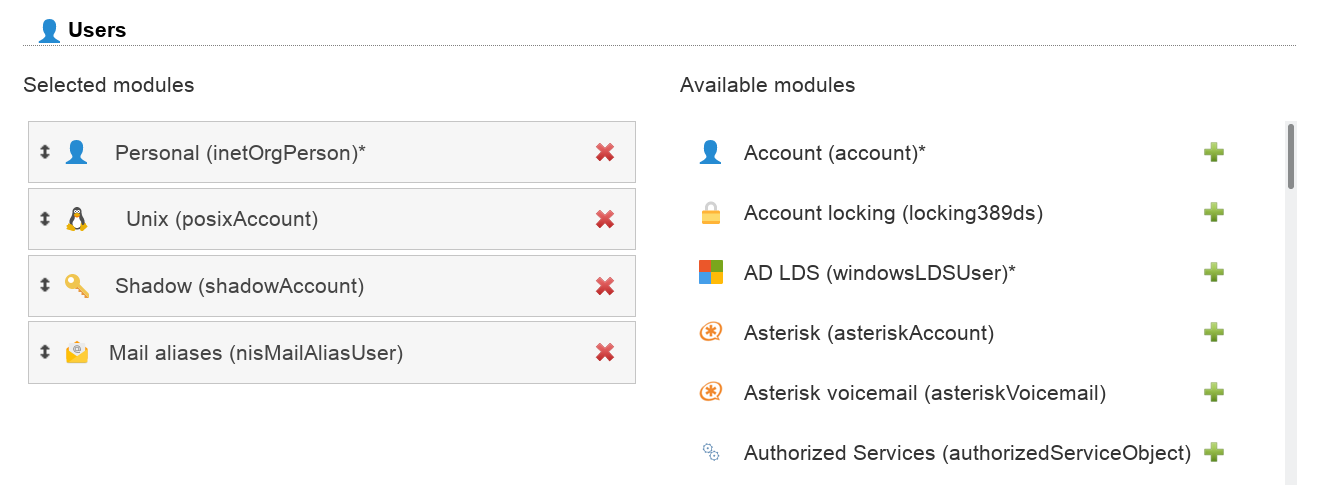 Users
Selected modules
Available modules
Personal (inetOrgPerson)*
Unix (posixAccount)
Shadow (shadowAccount)
Mail aliases (nisMailAliasUser)
Account (account)*
Account locking (locking389ds)
AD LDS (windowsLDSUser)*
Asterisk (asteriskAccount)
Asterisk voicemail (asteriskVoicemail)
Authorized Services (authorizedServiceObject)